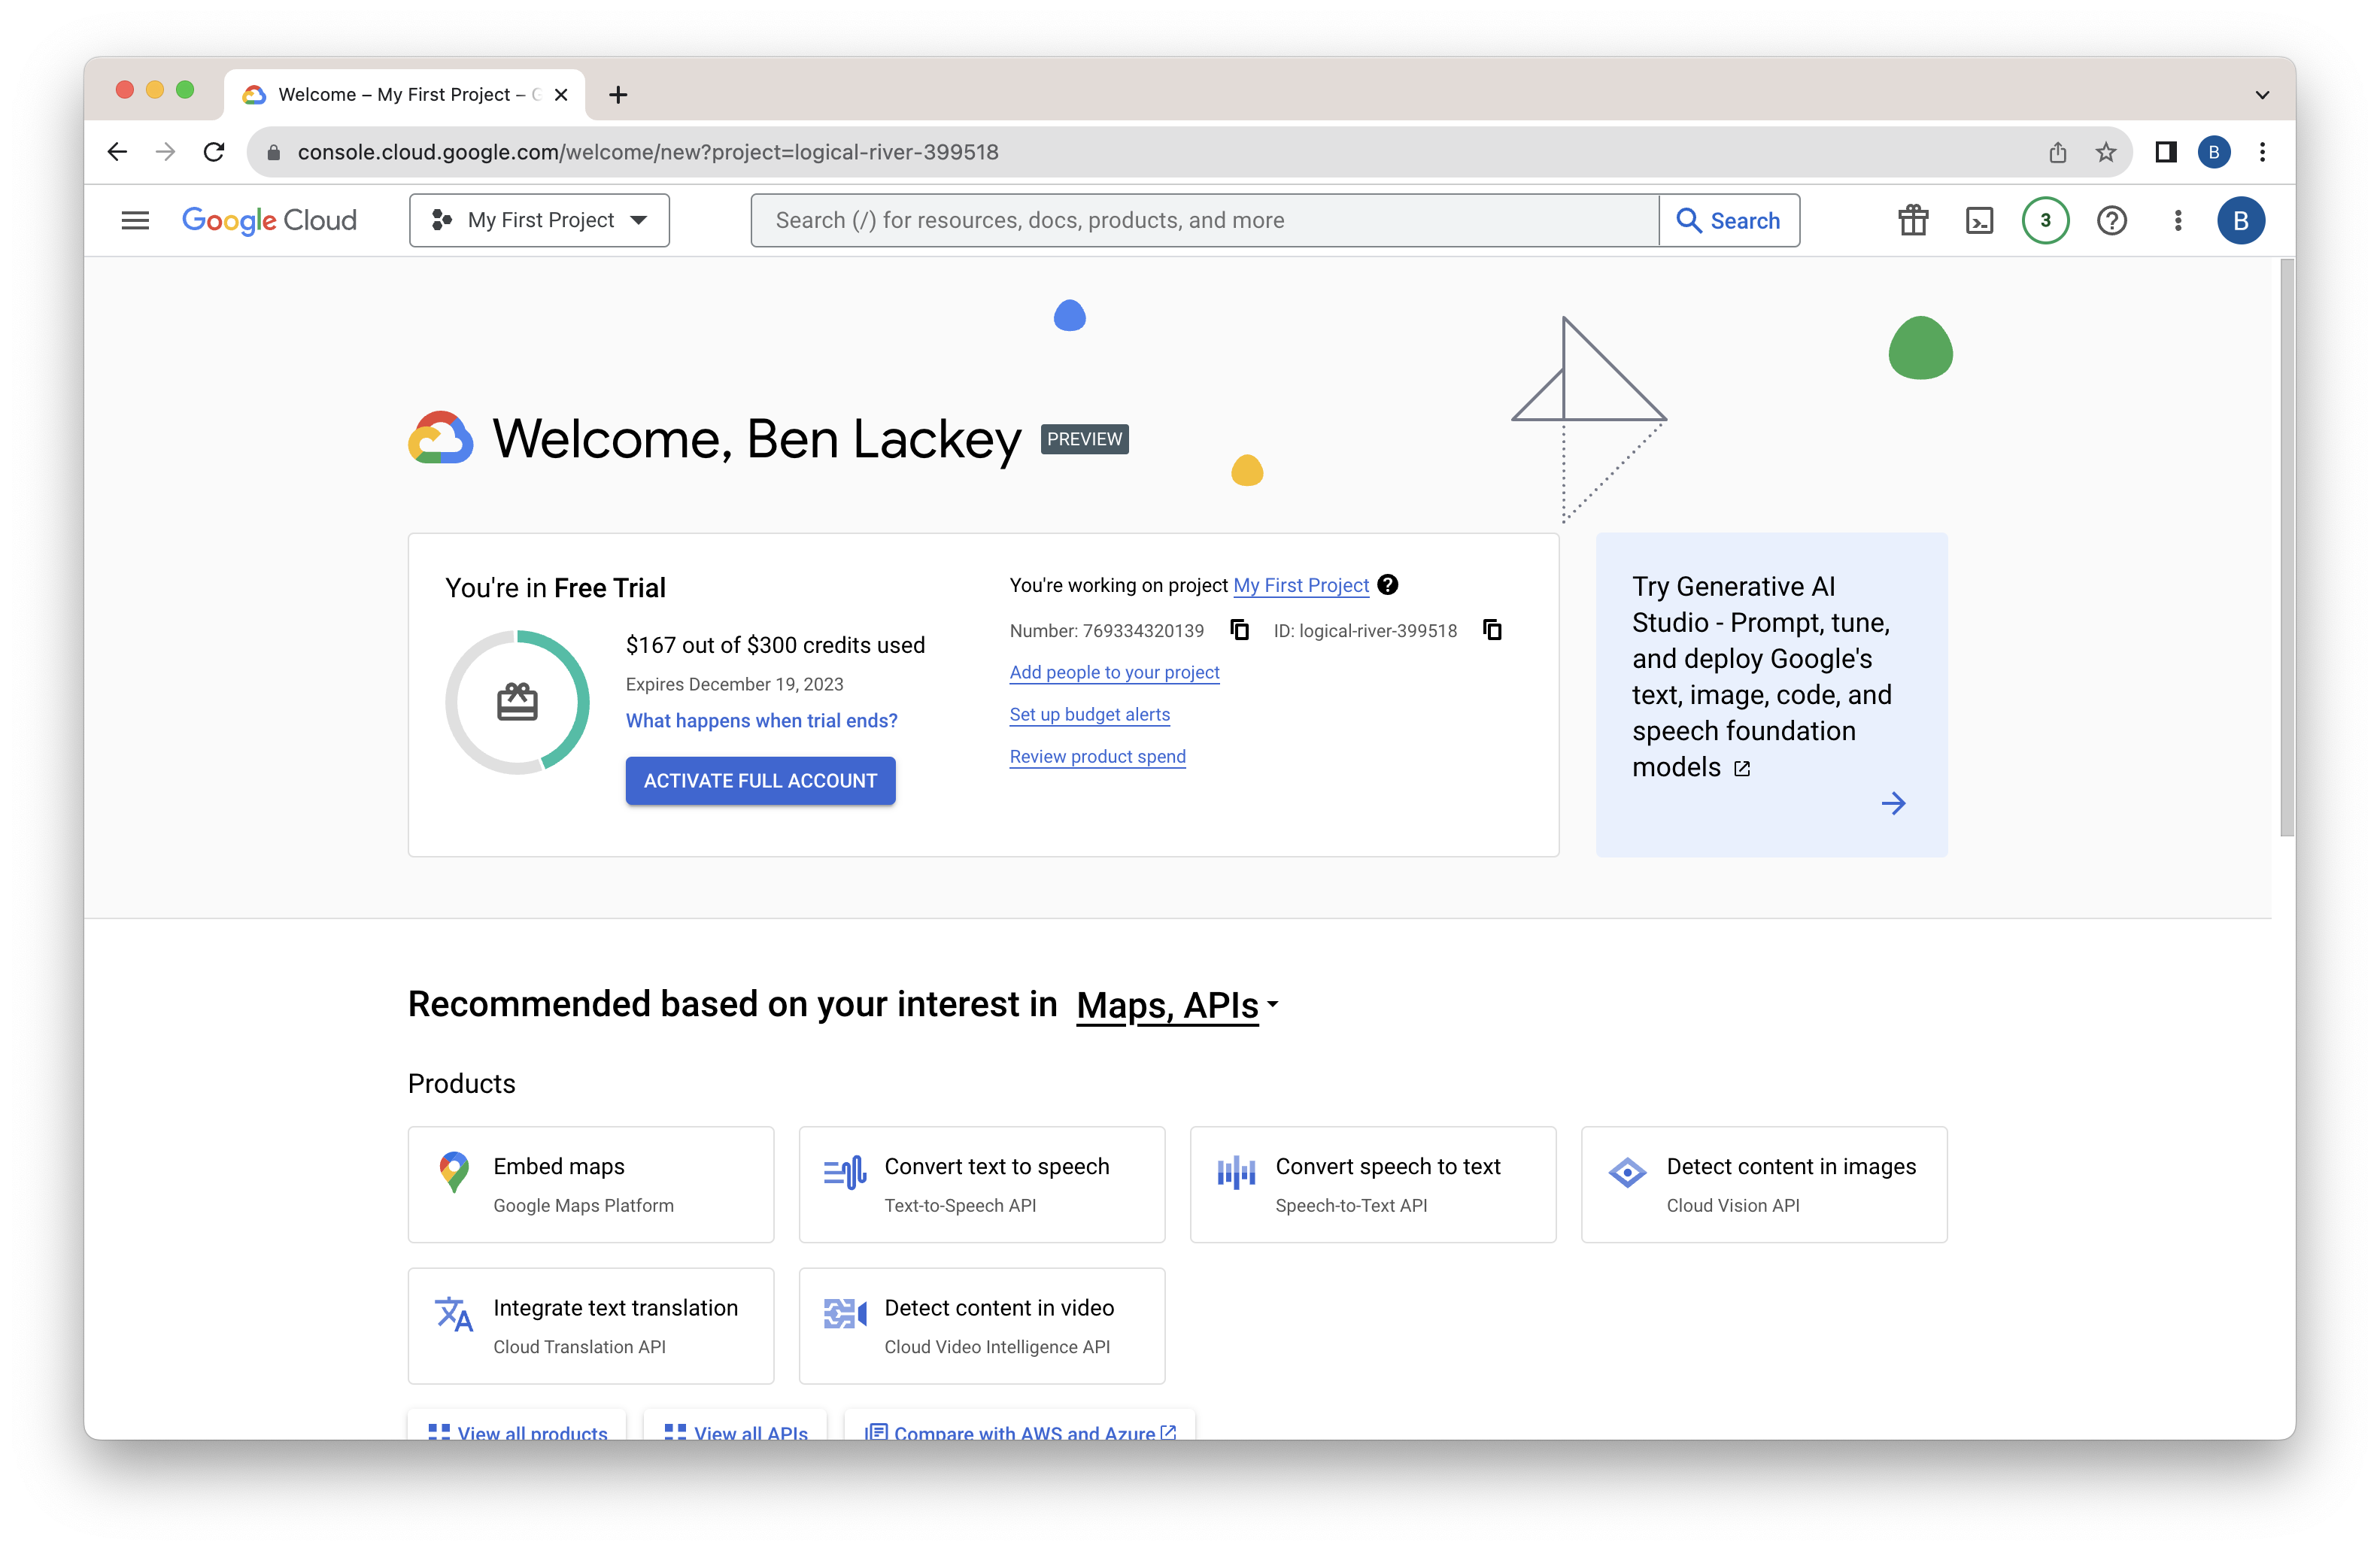 Welcome – My First Project – G
console.cloud.google.com/welcome/new?project=logical-river-399518
B
Google Cloud
My First Project
Search (/) for resources, docs, products, and more
Search
3
B
Welcome, Ben Lackey
PREVIEW
You're in Free Trial
$167 out of $300 credits used
Expires December 19, 2023
What happens when trial ends?
ACTIVATE FULL ACCOUNT
You're working on project My First Project
Number: 769334320139
ID: logical-river-399518
Add people to your project
Set up budget alerts
Review product spend
Try Generative AI
Studio - Prompt, tune,
and deploy Google's
text, image, code, and
speech foundation
models
Recommended based on your interest in Maps, APIs
Products
Embed maps
Google Maps Platform
Convert text to speech
Text-to-Speech API
Convert speech to text
Speech-to-Text API
Detect content in images
Cloud Vision API
Integrate text translation
Cloud Translation API
Detect content in video
Cloud Video Intelligence API
View all products
View all APIs
Compare with AWS and Azure